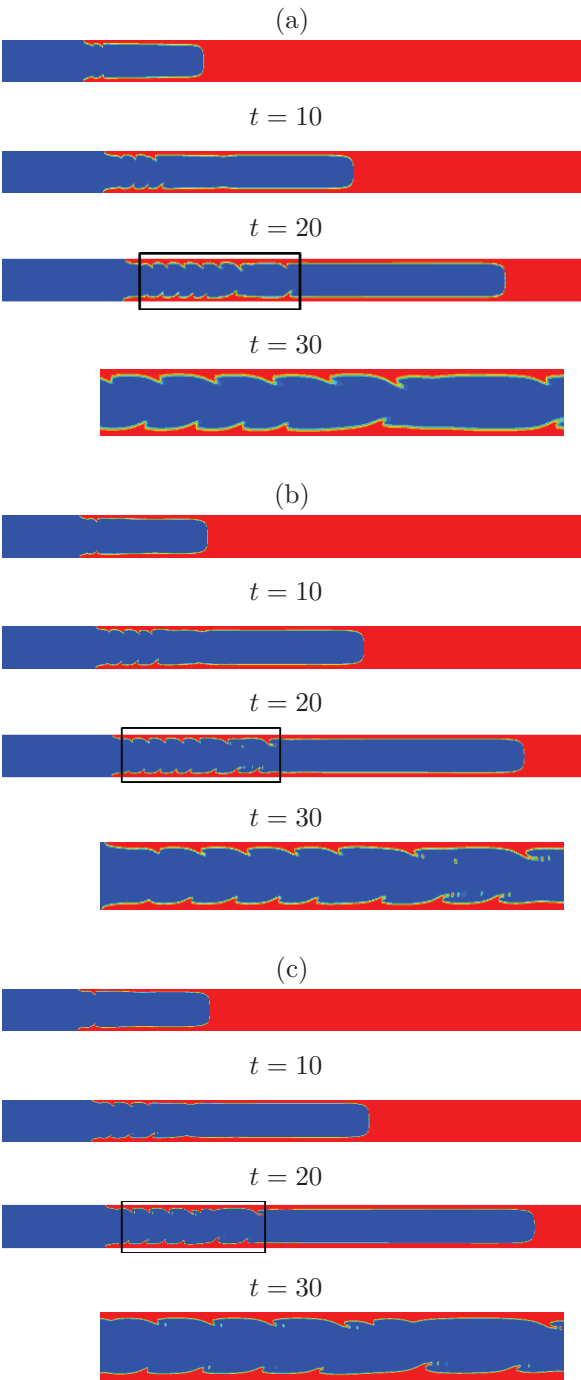 (a)
t = 10
t = 20
t = 30
(b)
t = 10
t = 20
t = 30
(c)
t = 10
t = 20
t = 30